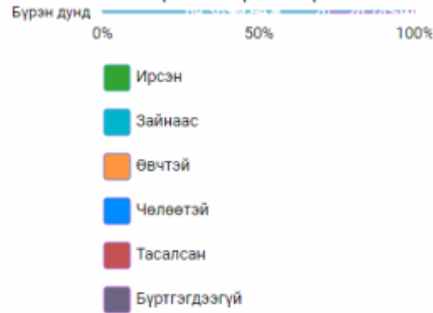 Бүрэн дунд
0% 50% 100%
Ирсэн
Зайнаас
Өвчтэй
Чөлөөтэй
Тасалсан
Бүртгэгдээгүй